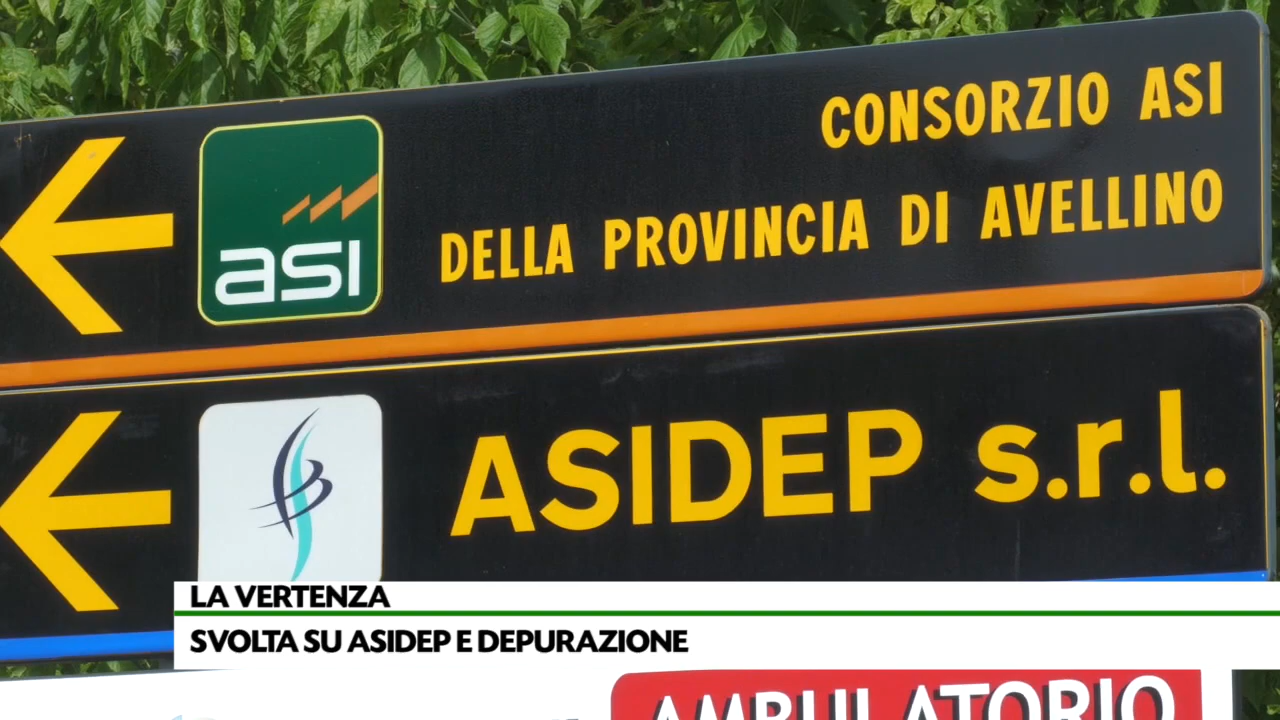 CONSORZIO ASI
DELLA PROVINCIA DI AVELLINO
asi
ASIDEP s.r.l.
LA VERTENZA
SVOLTA SU ASIDEP E DEPURAZIONE
AMBULATORIO